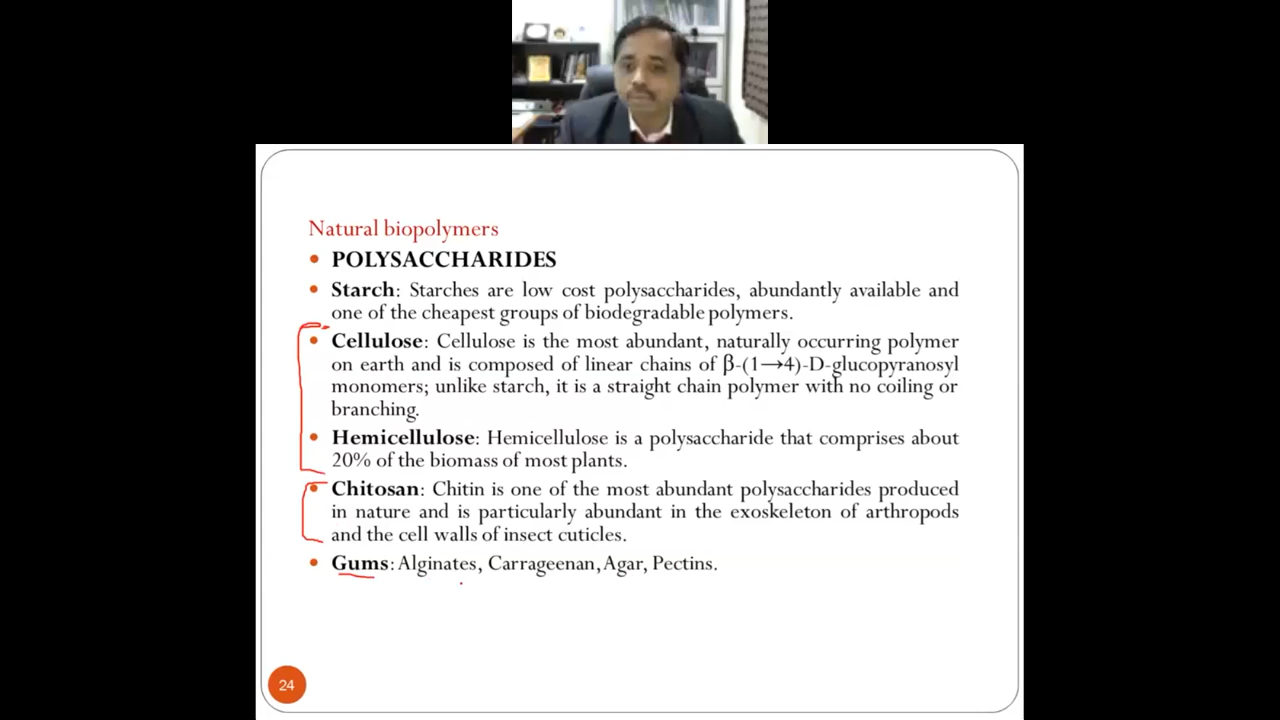 Natural biopolymers
• POLYSACCHARIDES
• Starch: Starches are low cost polysaccharides, abundantly available and
one of the cheapest groups of biodegradable polymers.
• Cellulose: Cellulose is the most abundant, naturally occurring polymer
on earth and is composed of linear chains of β-(1→4)-D-glucopyranosyl
monomers; unlike starch, it is a straight chain polymer with no coiling or
branching.
• Hemicellulose: Hemicellulose is a polysaccharide that comprises about
20% of the biomass of most plants.
• Chitosan: Chitin is one of the most abundant polysaccharides produced
in nature and is particularly abundant in the exoskeleton of arthropods
and the cell walls of insect cuticles.
• Gums: Alginates, Carrageenan, Agar, Pectins.
24